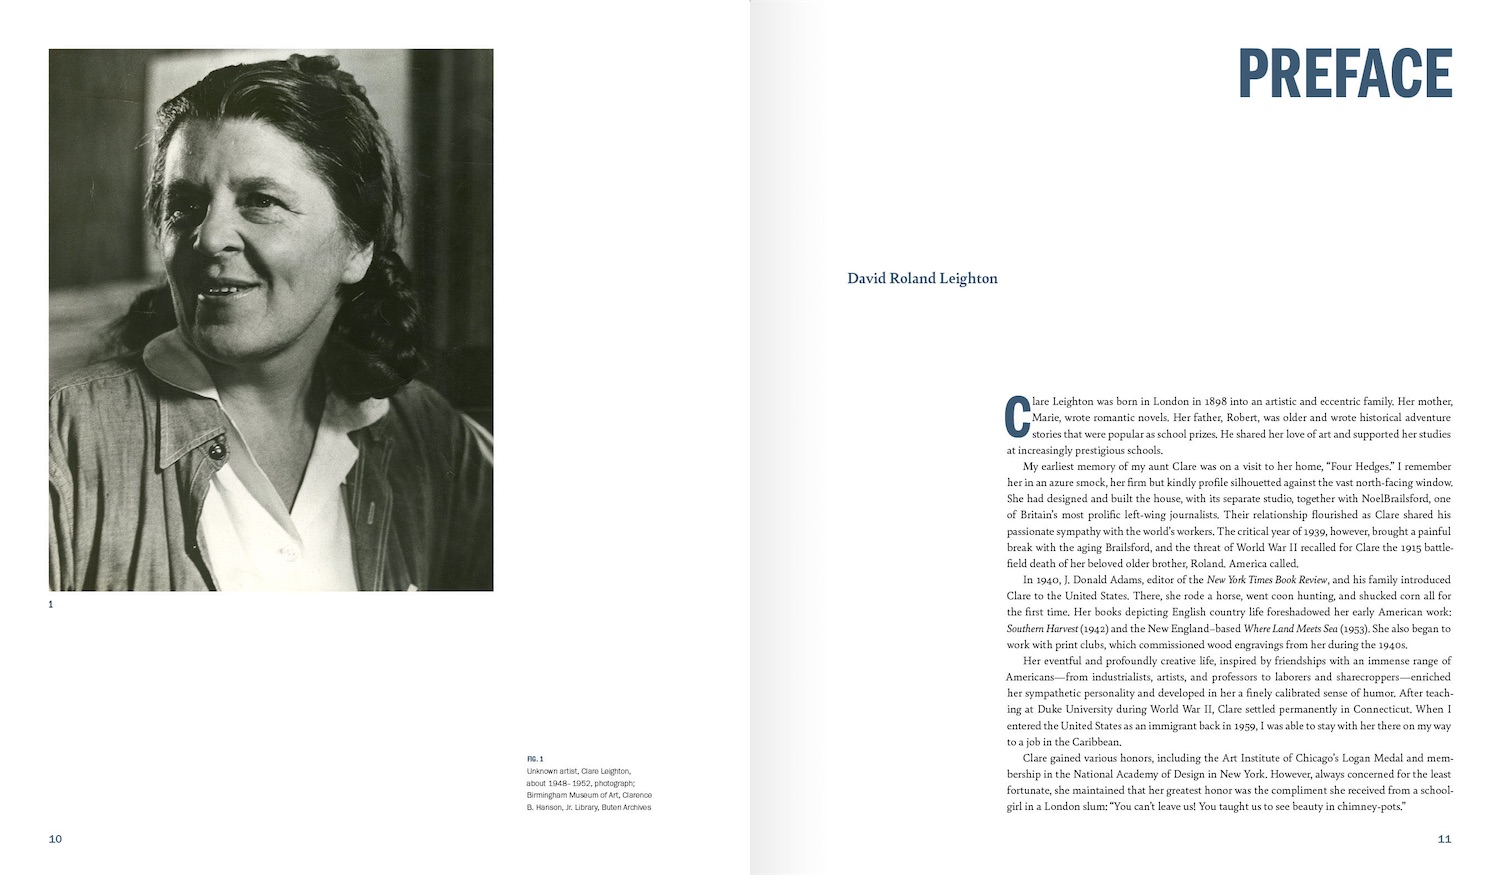 1
FIG. 1
Unknown artist, Clare Leighton,
about 1948–1952, photograph;
Birmingham Museum of Art, Clarence
B. Hanson, Jr. Library, Buten Archives
10
PREFACE
David Roland Leighton
Clare Leighton was born in London in 1898 into an artistic and eccentric family. Her mother,
Marie, wrote romantic novels. Her father, Robert, was older and wrote historical adventure
stories that were popular as school prizes. He shared her love of art and supported her studies
at increasingly prestigious schools.
My earliest memory of my aunt Clare was on a visit to her home, “Four Hedges.” I remember
her in an azure smock, her firm but kindly profile silhouetted against the vast north-facing window.
She had designed and built the house, with its separate studio, together with NoelBrailsford, one
of Britain’s most prolific left-wing journalists. Their relationship flourished as Clare shared his
passionate sympathy with the world’s workers. The critical year of 1939, however, brought a painful
break with the aging Brailsford, and the threat of World War II recalled for Clare the 1915 battle-
field death of her beloved older brother, Roland. America called.
In 1940, J. Donald Adams, editor of the New York Times Book Review, and his family introduced
Clare to the United States. There, she rode a horse, went coon hunting, and shucked corn all for
the first time. Her books depicting English country life foreshadowed her early American work:
Southern Harvest (1942) and the New England–based Where Land Meets Sea (1953). She also began to
work with print clubs, which commissioned wood engravings from her during the 1940s.
Her eventful and profoundly creative life, inspired by friendships with an immense range of
Americans—from industrialists, artists, and professors to laborers and sharecroppers—enriched
her sympathetic personality and developed in her a finely calibrated sense of humor. After teach-
ing at Duke University during World War II, Clare settled permanently in Connecticut. When I
entered the United States as an immigrant back in 1959, I was able to stay with her there on my way
to a job in the Caribbean.
Clare gained various honors, including the Art Institute of Chicago’s Logan Medal and mem-
bership in the National Academy of Design in New York. However, always concerned for the least
fortunate, she maintained that her greatest honor was the compliment she received from a school-
girl in a London slum: “You can’t leave us! You taught us to see beauty in chimney-pots.”
11